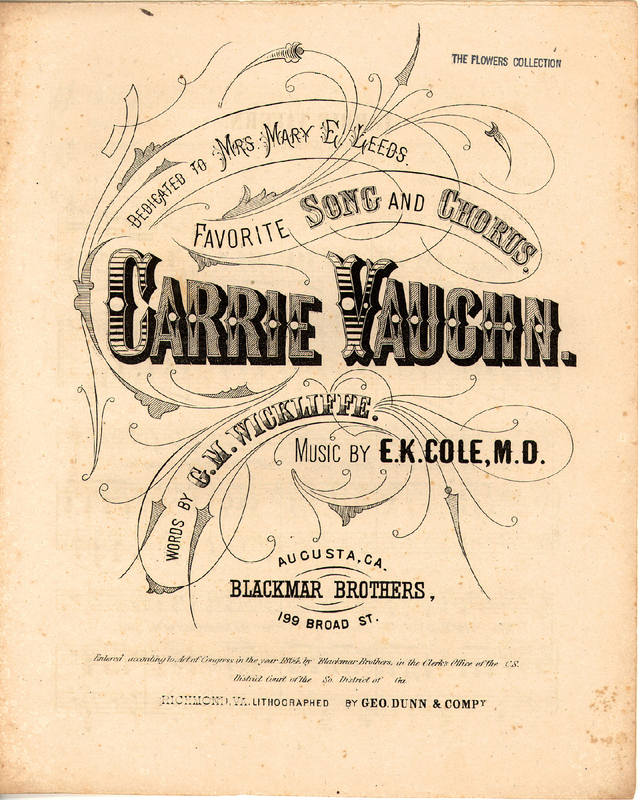 THE FLOWERS COLLECTION
DEDICATED TO MRS. MARY E. LEEDS.
FAVORITE SONG AND CHORUS.
CARRIE VAUGHN.
WORDS BY G. M. WICKLIFFE.
MUSIC BY E.K. COLE, M.D.
AUGUSTA, GA.
BLACKMAR BROTHERS,
199 BROAD ST.
Entered according to Act of Congress in the year 1864, by Blackmar Brothers, in the Clerk's Office of the C.S.
District Court of the So. District of Ga
RICHMOND, VA. LITHOGRAPHED BY GEO. DUNN & COMPY